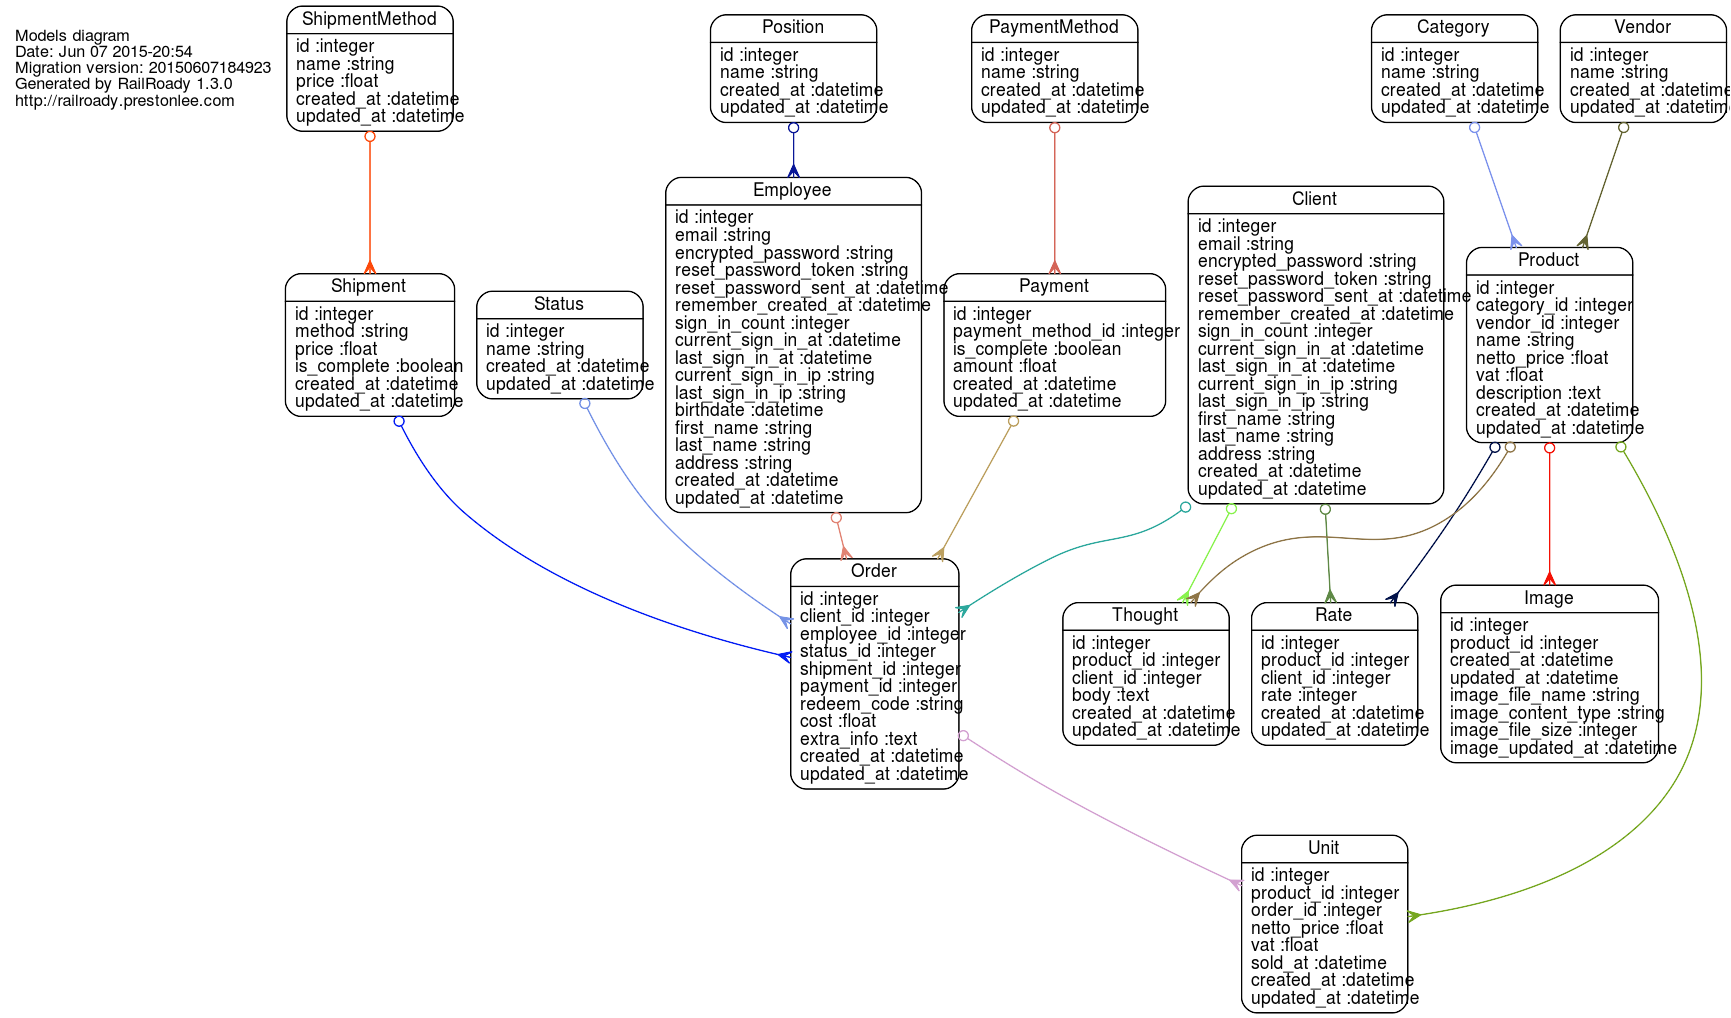 Models diagram
Date: Jun 07 2015-20:54
Migration version: 20150607184923
Generated by RailRoady 1.3.0
http://railroady.prestonlee.com
ShipmentMethod
id :integer
name :string
price :float
created_at :datetime
updated_at :datetime
Position
id :integer
name :string
created_at :datetime
updated_at :datetime
PaymentMethod
id :integer
name :string
created_at :datetime
updated_at :datetime
Category
id :integer
name :string
created_at :datetime
updated_at :datetime
Vendor
id :integer
name :string
created_at :datetime
updated_at :datetime
Employee
id :integer
email :string
encrypted_password :string
reset_password_token :string
reset_password_sent_at :datetime
remember_created_at :datetime
sign_in_count :integer
current_sign_in_at :datetime
last_sign_in_at :datetime
current_sign_in_ip :string
last_sign_in_ip :string
birthdate :datetime
first_name :string
last_name :string
address :string
created_at :datetime
updated_at :datetime
Client
id :integer
email :string
encrypted_password :string
reset_password_token :string
reset_password_sent_at :datetime
remember_created_at :datetime
sign_in_count :integer
current_sign_in_at :datetime
last_sign_in_at :datetime
current_sign_in_ip :string
last_sign_in_ip :string
first_name :string
last_name :string
address :string
created_at :datetime
updated_at :datetime
Product
id :integer
category_id :integer
vendor_id :integer
name :string
netto_price :float
vat :float
description :text
created_at :datetime
updated_at :datetime
Shipment
id :integer
method :string
price :float
is_complete :boolean
created_at :datetime
updated_at :datetime
Status
id :integer
name :string
created_at :datetime
updated_at :datetime
Payment
id :integer
payment_method_id :integer
is_complete :boolean
amount :float
created_at :datetime
updated_at :datetime
Order
id :integer
client_id :integer
employee_id :integer
status_id :integer
shipment_id :integer
payment_id :integer
redeem_code :string
cost :float
extra_info :text
created_at :datetime
updated_at :datetime
Thought
id :integer
product_id :integer
client_id :integer
body :text
created_at :datetime
updated_at :datetime
Rate
id :integer
product_id :integer
client_id :integer
rate :integer
created_at :datetime
updated_at :datetime
Image
id :integer
product_id :integer
created_at :datetime
updated_at :datetime
image_file_name :string
image_content_type :string
image_file_size :integer
image_updated_at :datetime
Unit
id :integer
product_id :integer
order_id :integer
netto_price :float
vat :float
sold_at :datetime
created_at :datetime
updated_at :datetime